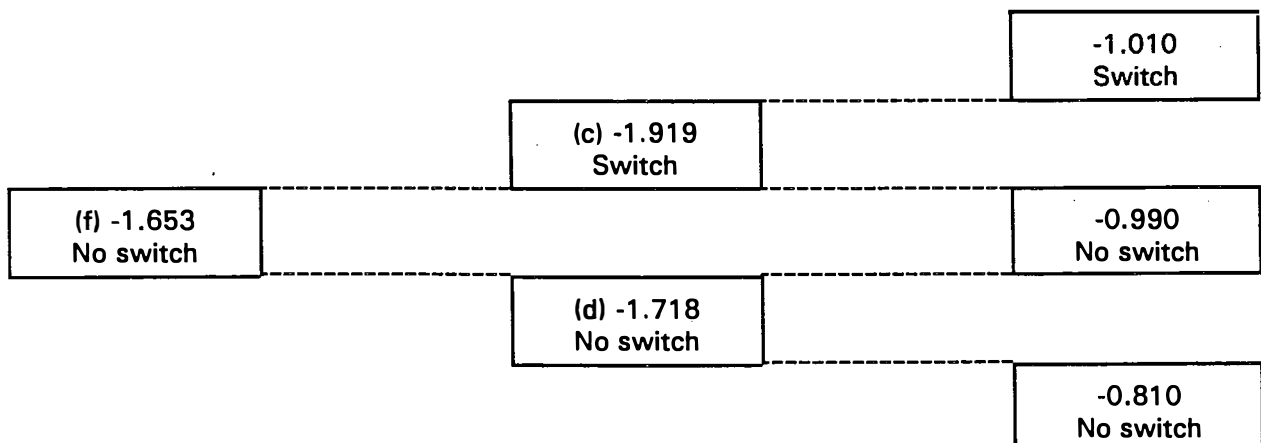 -1.010
Switch
(c) -1.919
Switch
(f) -1.653
No switch
-0.990
No switch
(d) -1.718
No switch
-0.810
No switch